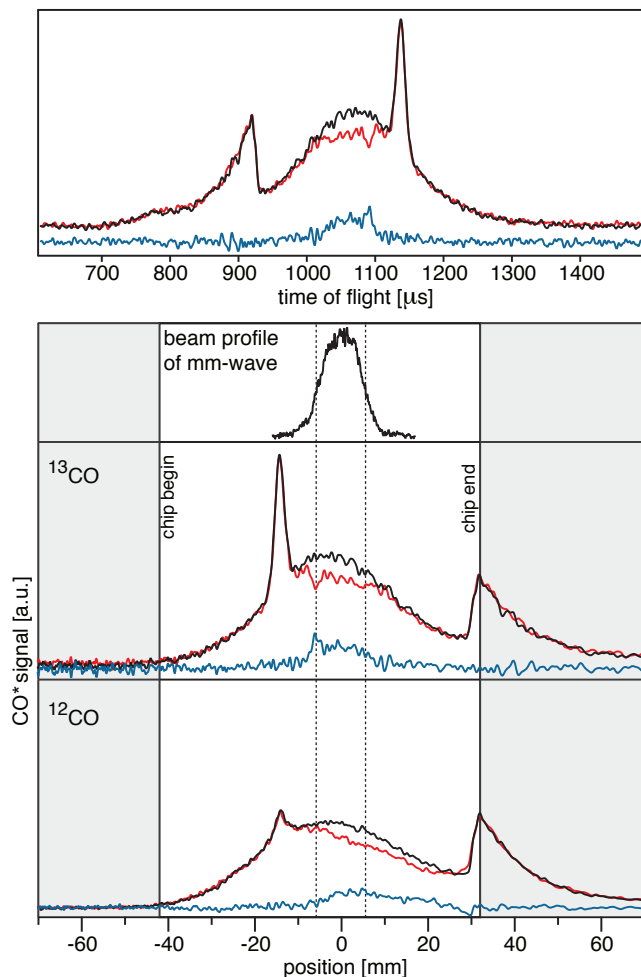 700 800 900 1000 1100 1200 1300 1400
time of flight [μs]
beam profile
of mm-wave
¹³CO
chip begin
chip end
CO* signal [a.u.]
¹²CO
-60 -40 -20 0 20 40 60
position [mm]